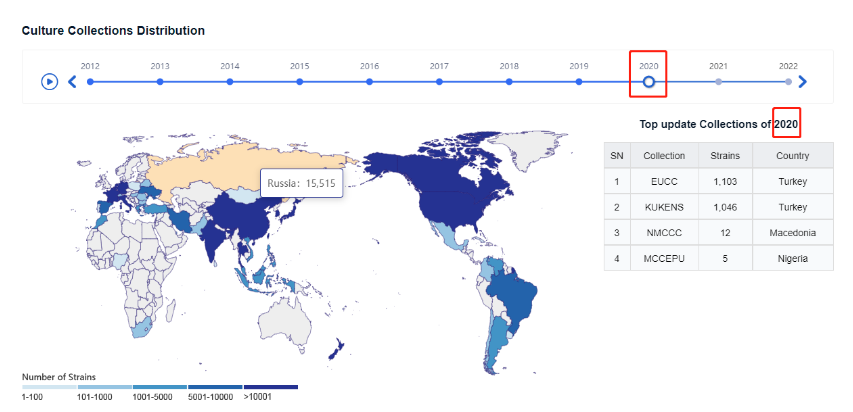 Culture Collections Distribution
2012 2013 2014 2015 2016 2017 2018 2019 2020 2021 2022
Top update Collections of 2020
SN Collection Strains Country
1 EUCC 1,103 Turkey
2 KUKENS 1,046 Turkey
3 NMCCC 12 Macedonia
4 MCCEPU 5 Nigeria
Russia: 15,515
Number of Strains
1-100 101-1000 1001-5000 5001-10000 >10001